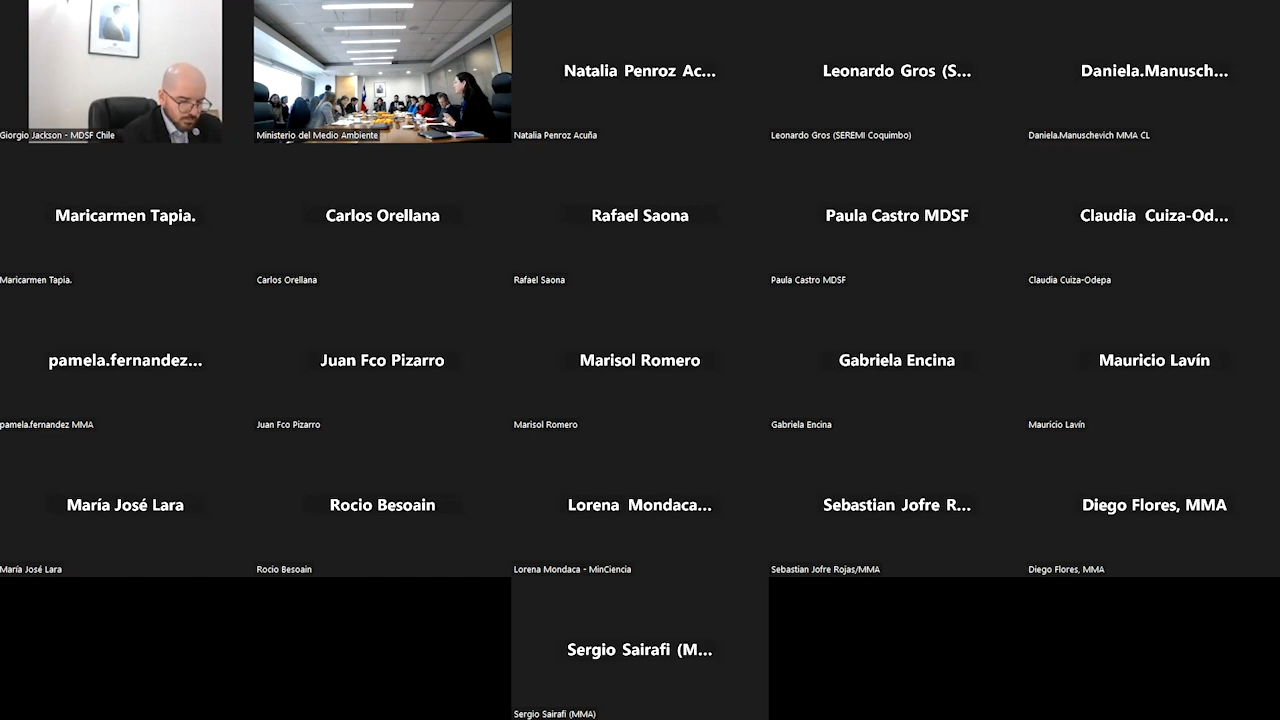 Giorgio Jackson - MDSF Chile
Ministerio del Medio Ambiente
Natalia Penroz Ac...
Natalia Penroz Acuña
Leonardo Gros (S...
Leonardo Gros (SEREMI Coquimbo)
Daniela.Manusch...
Daniela.Manuschevich MMA CL
Maricarmen Tapia.
Maricarmen Tapia.
Carlos Orellana
Carlos Orellana
Rafael Saona
Rafael Saona
Paula Castro MDSF
Paula Castro MDSF
Claudia Cuiza-Od...
Claudia Cuiza-Odepa
pamela.fernandez...
pamela.fernandez MMA
Juan Fco Pizarro
Juan Fco Pizarro
Marisol Romero
Marisol Romero
Gabriela Encina
Gabriela Encina
Mauricio Lavín
Mauricio Lavín
María José Lara
María José Lara
Rocio Besoain
Rocio Besoain
Lorena Mondaca...
Lorena Mondaca - MinCiencia
Sebastian Jofre R...
Sebastian Jofre Rojas/MMA
Diego Flores, MMA
Diego Flores, MMA
Sergio Sairafi (M...
Sergio Sairafi (MMA)